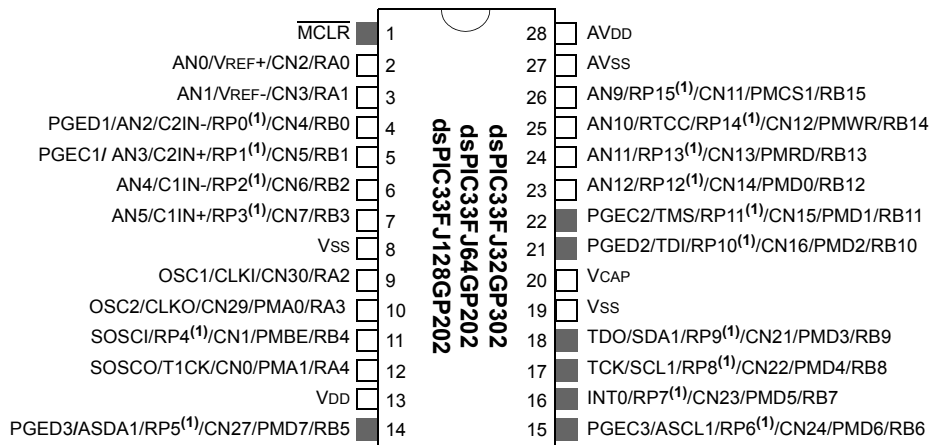 MCLR 1
AN0/VREF+/CN2/RA0 2
AN1/VREF-/CN3/RA1 3
PGED1/AN2/C2IN-/RP0(1)/CN4/RB0 4
PGEC1/ AN3/C2IN+/RP1(1)/CN5/RB1 5
AN4/C1IN-/RP2(1)/CN6/RB2 6
AN5/C1IN+/RP3(1)/CN7/RB3 7
VSS 8
OSC1/CLKI/CN30/RA2 9
OSC2/CLKO/CN29/PMA0/RA3 10
SOSCI/RP4(1)/CN1/PMBE/RB4 11
SOSCO/T1CK/CN0/PMA1/RA4 12
VDD 13
PGED3/ASDA1/RP5(1)/CN27/PMD7/RB5 14
dsPIC33FJ32GP302
dsPIC33FJ64GP202
dsPIC33FJ128GP202
28 AVDD
27 AVSS
26 AN9/RP15(1)/CN11/PMCS1/RB15
25 AN10/RTCC/RP14(1)/CN12/PMWR/RB14
24 AN11/RP13(1)/CN13/PMRD/RB13
23 AN12/RP12(1)/CN14/PMD0/RB12
22 PGEC2/TMS/RP11(1)/CN15/PMD1/RB11
21 PGED2/TDI/RP10(1)/CN16/PMD2/RB10
20 VCAP
19 VSS
18 TDO/SDA1/RP9(1)/CN21/PMD3/RB9
17 TCK/SCL1/RP8(1)/CN22/PMD4/RB8
16 INT0/RP7(1)/CN23/PMD5/RB7
15 PGEC3/ASCL1/RP6(1)/CN24/PMD6/RB6